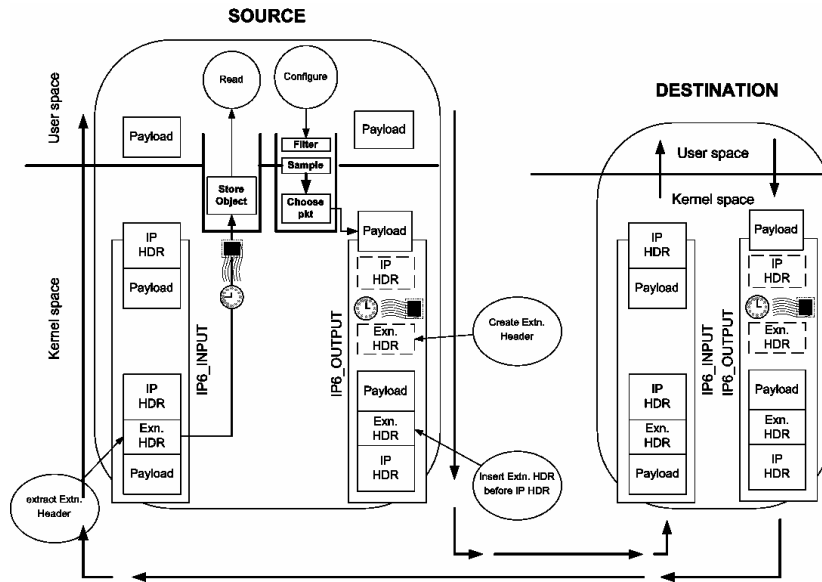 SOURCE
Read
Configure
User space
Payload
Payload
Filter
Sample
Store
Object
Choose
pkt
Kernel space
IP
HDR
Payload
IP6_INPUT
IP
HDR
Exn.
HDR
Payload
extract Extn.
Header
Payload
IP
HDR
Exn.
HDR
IP6_OUTPUT
Payload
Exn.
HDR
IP
HDR
Create Extn.
Header
Insert Extn. HDR
before IP HDR
DESTINATION
User space
Kernel space
IP
HDR
Payload
IP6_INPUT
IP
HDR
Exn.
HDR
Payload
IP6_OUTPUT
Payload
IP
HDR
Exn.
HDR
Payload
Exn.
HDR
IP
HDR